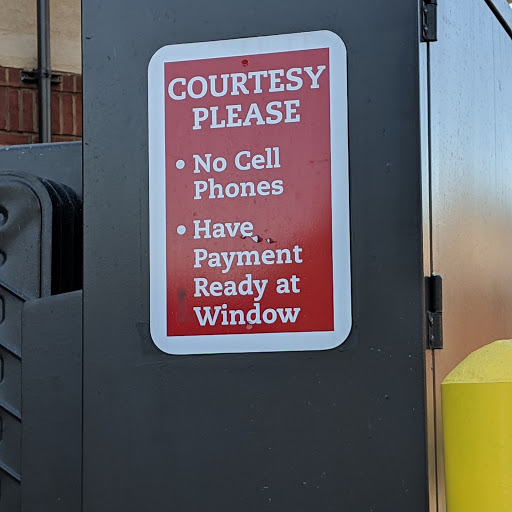 COURTESY
PLEASE
• No Cell
Phones
• Have
Payment
Ready at
Window